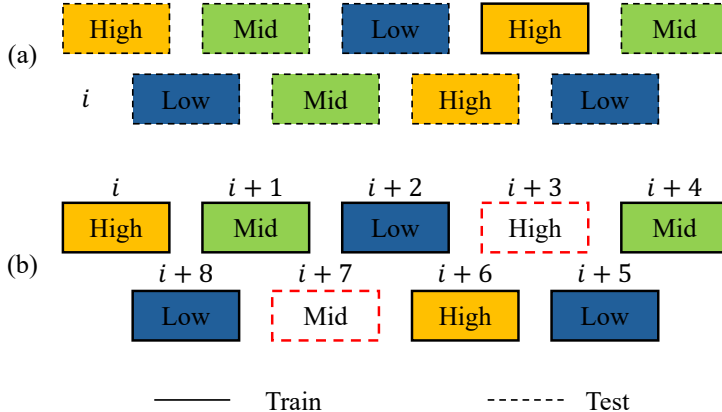 (a)
High Mid Low High Mid
i Low Mid High Low
i i + 1 i + 2 i + 3 i + 4
High Mid Low High Mid
(b)
i + 8 i + 7 i + 6 i + 5
Low Mid High Low
Train Test